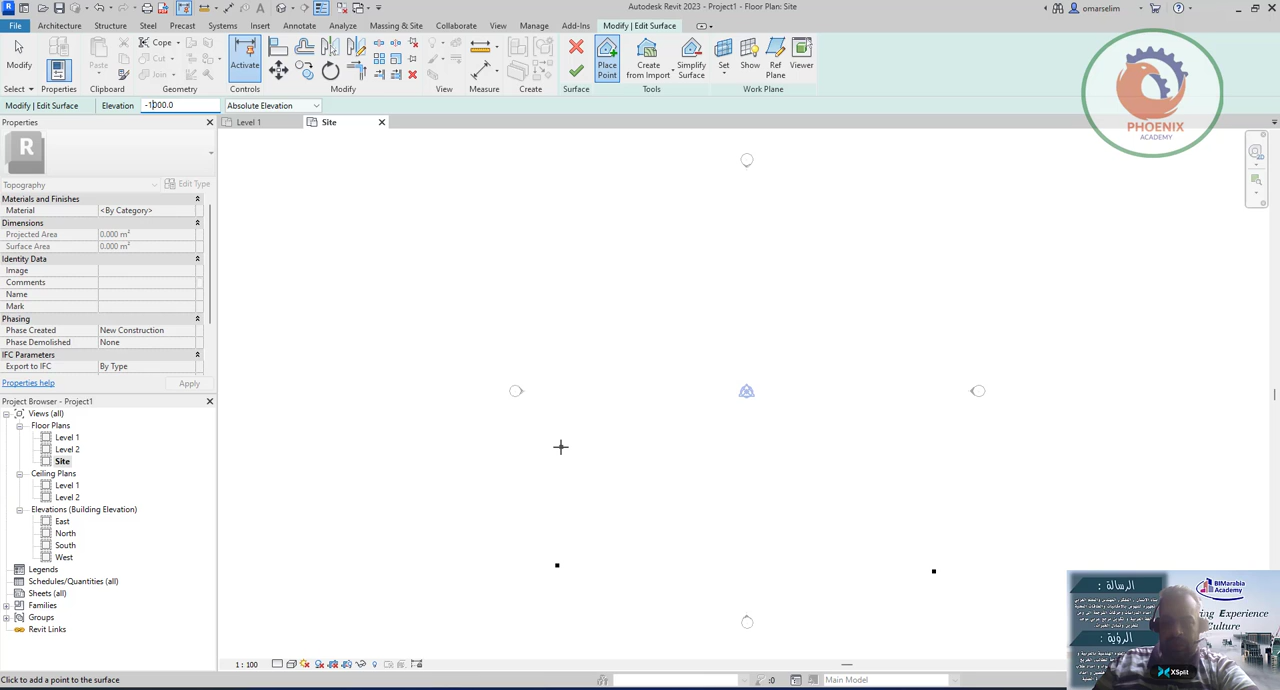 Autodesk Revit 2023 - Project1 - Floor Plan: Site
omarselim
File Architecture Structure Steel Precast Systems Insert Annotate Analyze Massing & Site Collaborate View Manage Add-Ins Modify | Edit Surface
Modify
Paste
Cope
Cut
Join
Activate
Place Point
Create from Import
Simplify Surface
Set
Show
Ref Plane
Viewer
Select Properties Clipboard Geometry Controls Modify View Measure Create Surface Tools Work Plane
Modify | Edit Surface Elevation -1000.0 Absolute Elevation
Properties
Level 1
Site
R
Topography
Edit Type
Materials and Finishes
Material <By Category>
Dimensions
Projected Area 0.000 m²
Surface Area 0.000 m²
Identity Data
Image
Comments
Name
Mark
Phasing
Phase Created New Construction
Phase Demolished None
IFC Parameters
Export to IFC By Type
Properties help
Apply
Project Browser - Project1
Views (all)
Floor Plans
Level 1
Level 2
Site
Ceiling Plans
Level 1
Level 2
Elevations (Building Elevation)
East
North
South
West
Legends
Schedules/Quantities (all)
Sheets (all)
Families
Groups
Revit Links
1 : 100
Click to add a point to the surface
:0
Main Model
PHOENIX
ACADEMY
الرسالة :
الرؤية :
BIMarabia
Academy
Experience
Culture
XSplit